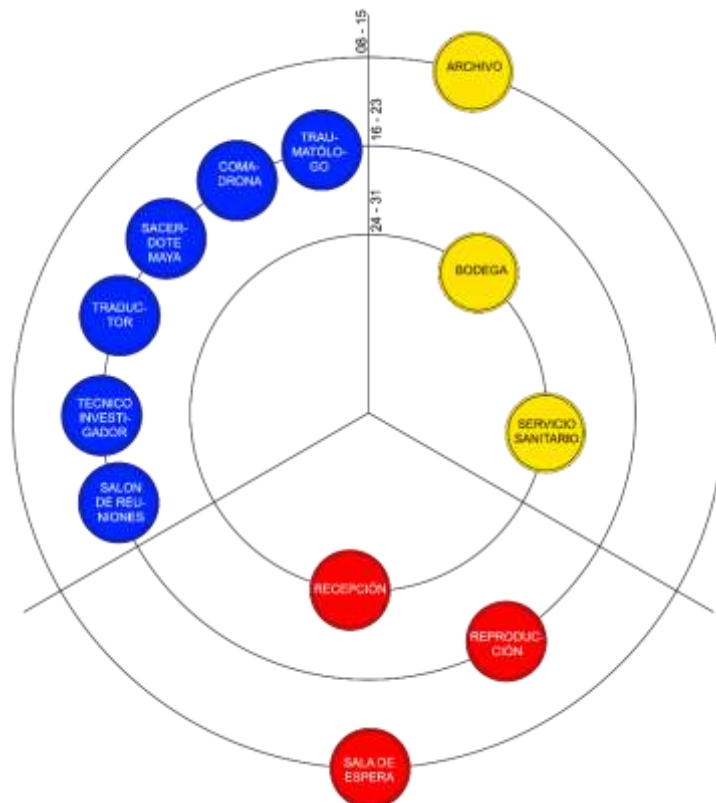 08 - 15
ARCHIVO
16 - 23
TRAU-
MATÓLO-
GO
COMA-
DRONA
24 - 31
SACER-
DOTE
MAYA
BODEGA
TRADUC-
TOR
TECNICO
INVESTI-
GADOR
SERVICIO
SANITARIO
SALON
DE REU-
NIONES
RECEPCIÓN
REPRODUC-
CIÓN
SALA DE
ESPERA